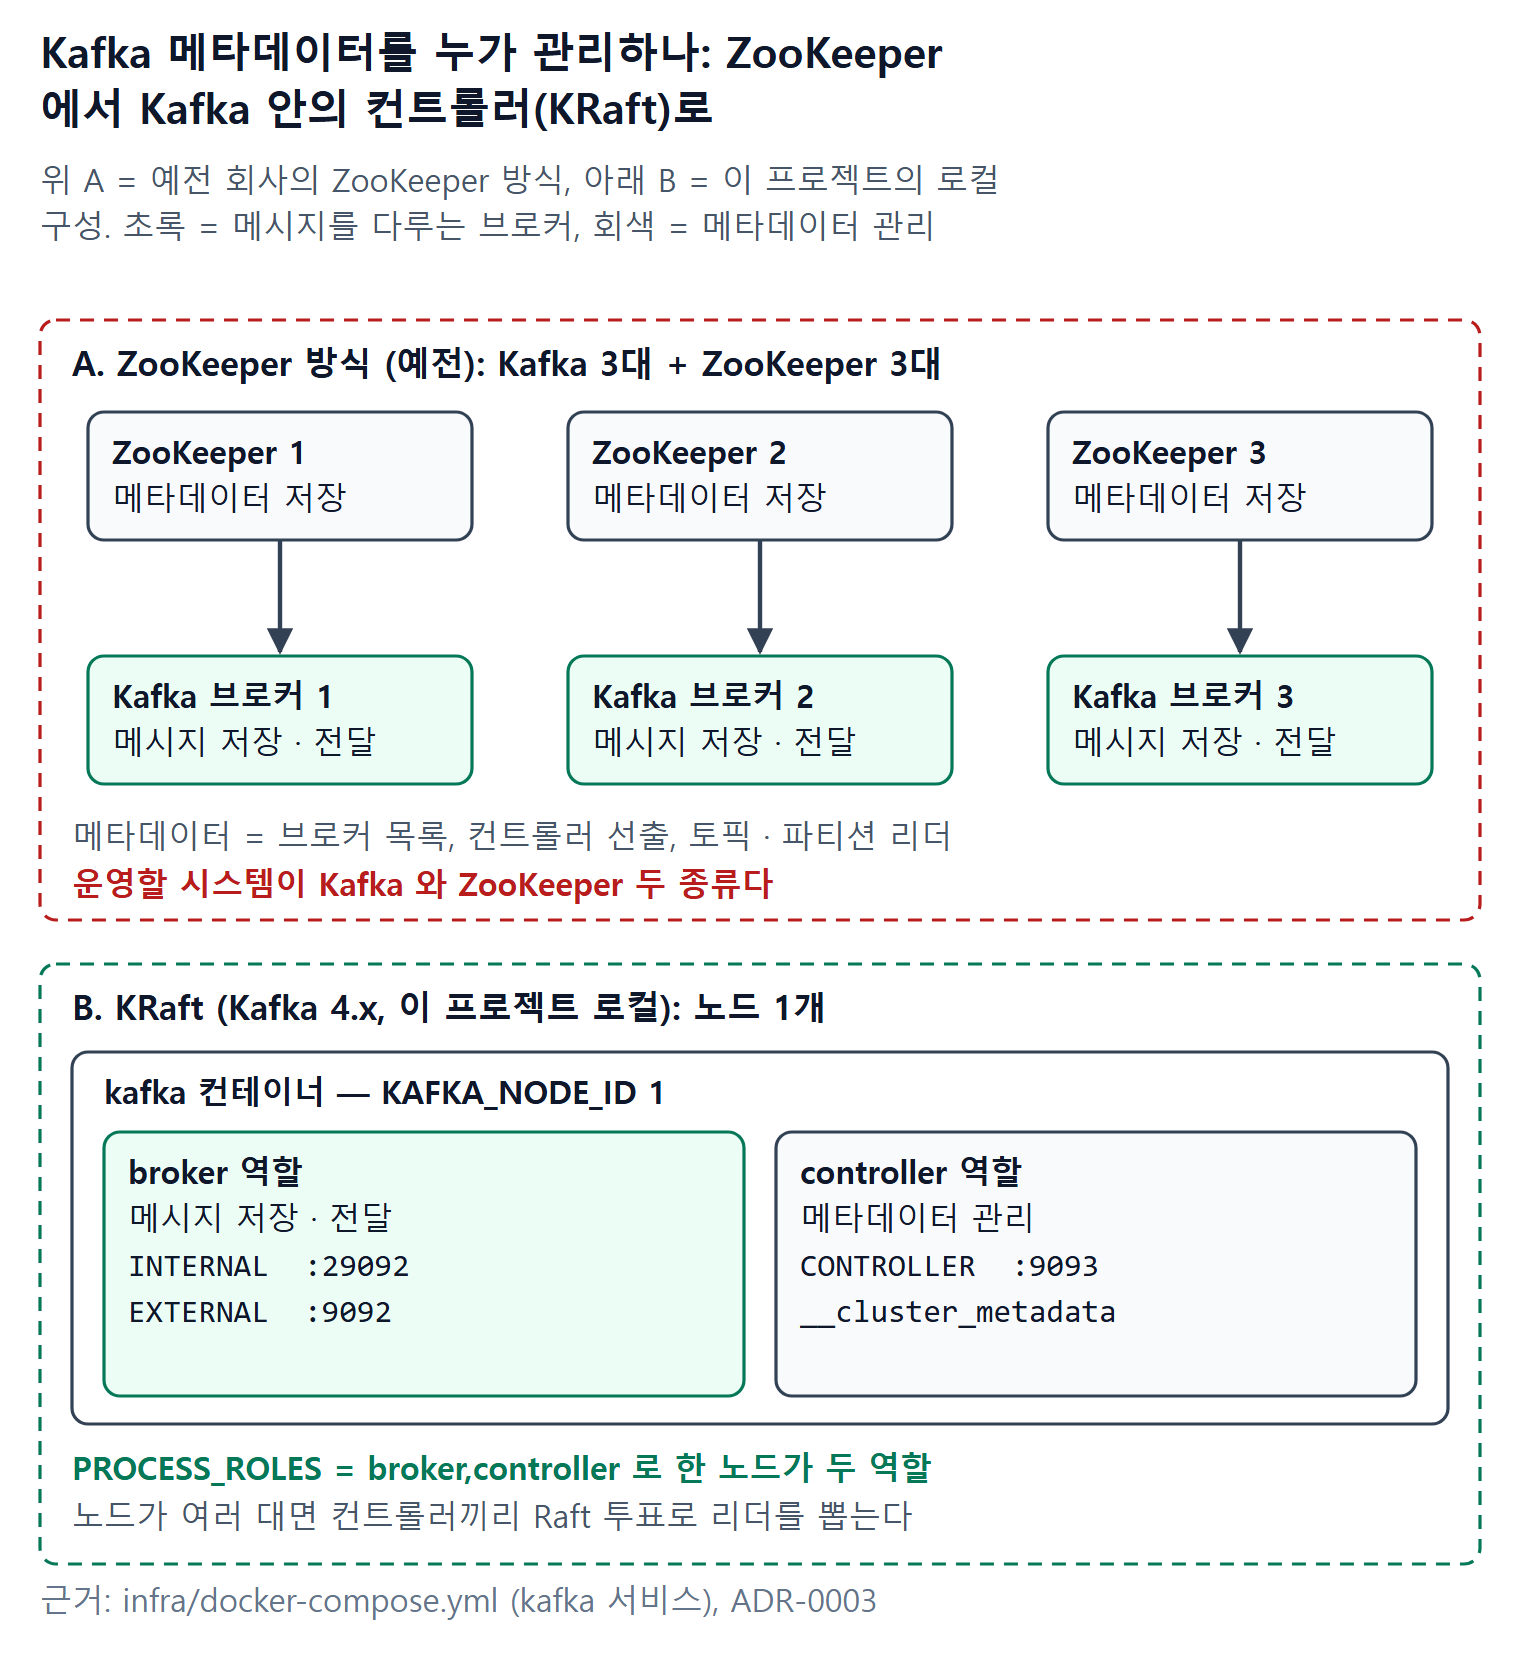 Kafka 메타데이터를 누가 관리하나: ZooKeeper
에서 Kafka 안의 컨트롤러(KRaft)로
위 A = 예전 회사의 ZooKeeper 방식, 아래 B = 이 프로젝트의 로컬
구성. 초록 = 메시지를 다루는 브로커, 회색 = 메타데이터 관리
A. ZooKeeper 방식 (예전): Kafka 3대 + ZooKeeper 3대
ZooKeeper 1
메타데이터 저장
ZooKeeper 2
메타데이터 저장
ZooKeeper 3
메타데이터 저장
Kafka 브로커 1
메시지 저장 · 전달
Kafka 브로커 2
메시지 저장 · 전달
Kafka 브로커 3
메시지 저장 · 전달
메타데이터 = 브로커 목록, 컨트롤러 선출, 토픽 · 파티션 리더
운영할 시스템이 Kafka 와 ZooKeeper 두 종류다
B. KRaft (Kafka 4.x, 이 프로젝트 로컬): 노드 1개
kafka 컨테이너 — KAFKA_NODE_ID 1
broker 역할
메시지 저장 · 전달
INTERNAL  :29092
EXTERNAL  :9092
controller 역할
메타데이터 관리
CONTROLLER  :9093
__cluster_metadata
PROCESS_ROLES = broker,controller 로 한 노드가 두 역할
노드가 여러 대면 컨트롤러끼리 Raft 투표로 리더를 뽑는다
근거: infra/docker-compose.yml (kafka 서비스), ADR-0003